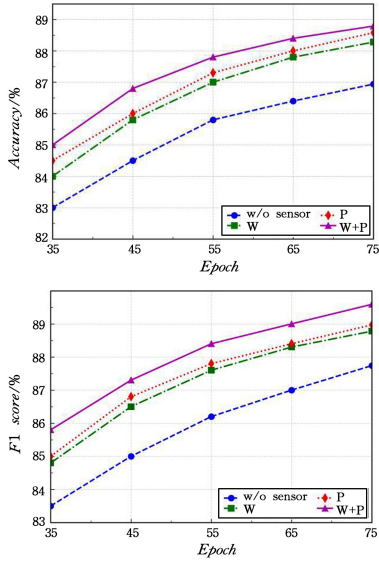 89
88
87
86
85
84
83
82
Accuracy/%
35 45 55 65 75
Epoch
w/o sensor P
W W+P
89
88
87
86
85
84
83
F1 score/%
35 45 55 65 75
Epoch
w/o sensor P
W W+P